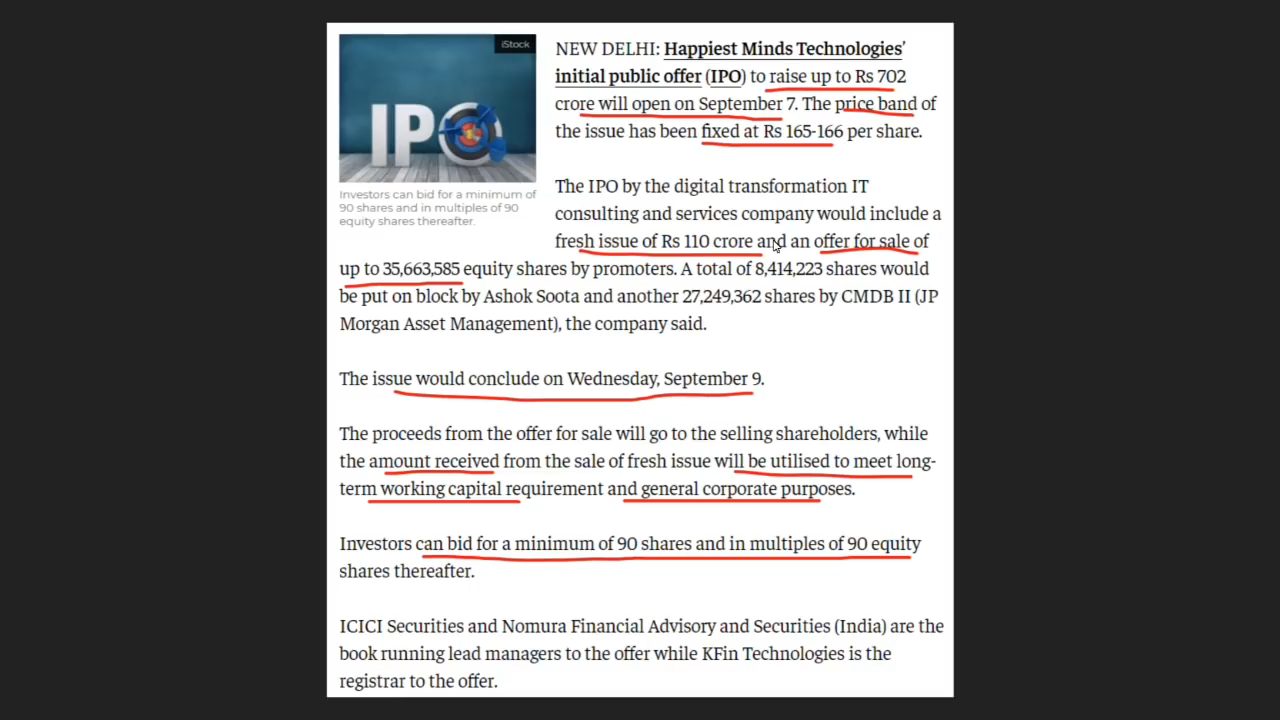 iStock
IPO
Investors can bid for a minimum of
90 shares and in multiples of 90
equity shares thereafter.
NEW DELHI: Happiest Minds Technologies’
initial public offer (IPO) to raise up to Rs 702
crore will open on September 7. The price band of
the issue has been fixed at Rs 165-166 per share.
The IPO by the digital transformation IT
consulting and services company would include a
fresh issue of Rs 110 crore and an offer for sale of
up to 35,663,585 equity shares by promoters. A total of 8,414,223 shares would
be put on block by Ashok Soota and another 27,249,362 shares by CMDB II (JP
Morgan Asset Management), the company said.
The issue would conclude on Wednesday, September 9.
The proceeds from the offer for sale will go to the selling shareholders, while
the amount received from the sale of fresh issue will be utilised to meet long-
term working capital requirement and general corporate purposes.
Investors can bid for a minimum of 90 shares and in multiples of 90 equity
shares thereafter.
ICICI Securities and Nomura Financial Advisory and Securities (India) are the
book running lead managers to the offer while KFin Technologies is the
registrar to the offer.